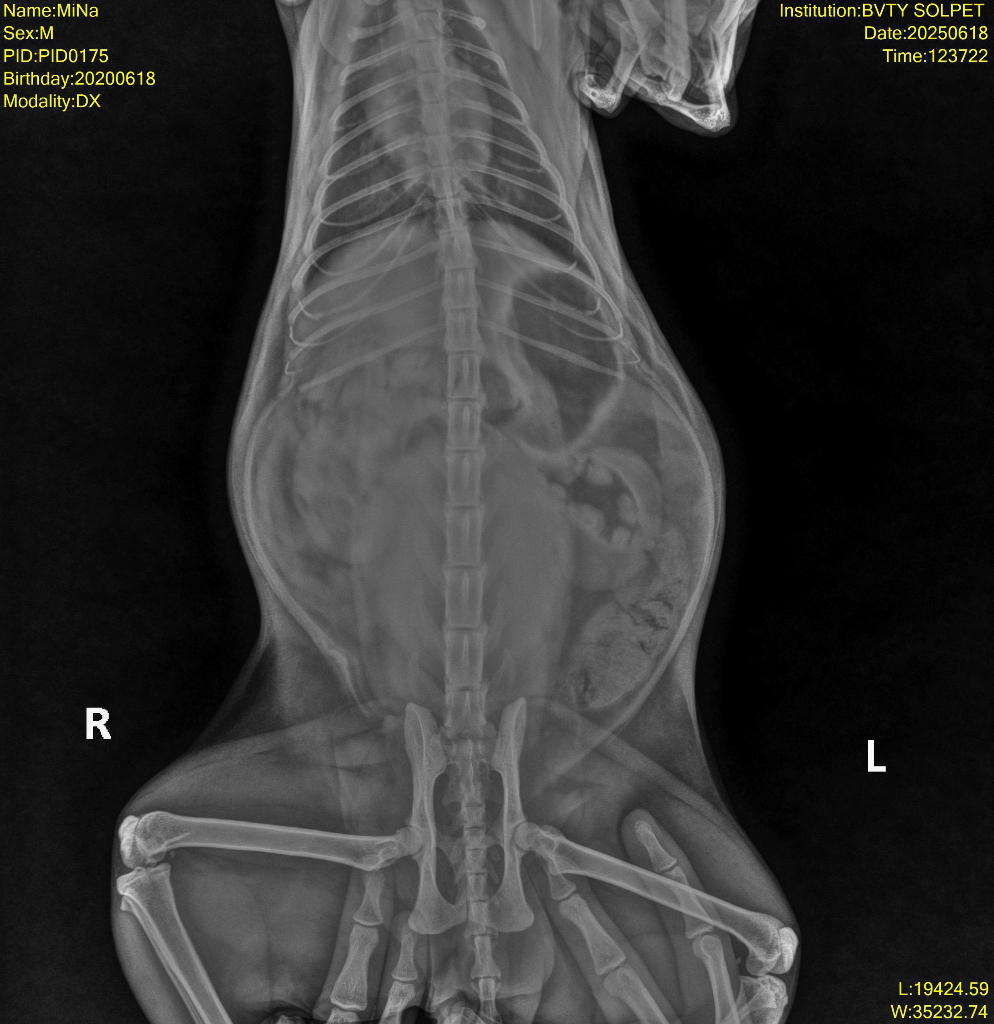 Name:MiNa
Sex:M
PID:PID0175
Birthday:20200618
Modality:DX
Institution:BVTY SOLPET
Date:20250618
Time:123722
R
L
L:19424.59
W:35232.74